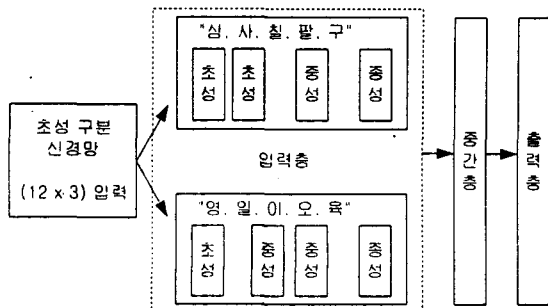 "삼. 사. 칠. 팔. 구"
초성
초성
중성
종성
초성 구분
신경망
(12 x 3) 입력
입력층
"영. 일. 이. 오. 육"
초성
중성
중성
종성
중간층
출력층